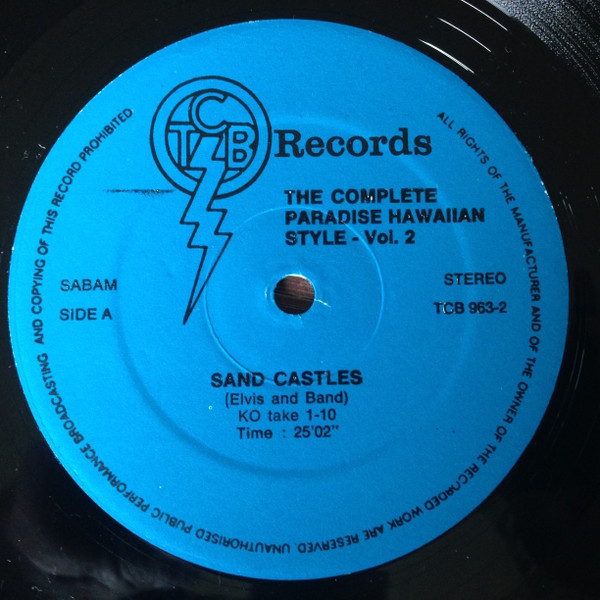 TCB Records
THE COMPLETE
PARADISE HAWAIIAN
STYLE - Vol. 2
SABAM
SIDE A
STEREO
TCB 963-2
SAND CASTLES
(Elvis and Band)
KO take 1-10
Time : 25'02"
ALL RIGHTS OF THE MANUFACTURER AND OF THE OWNER OF THE RECORDED WORK ARE RESERVED. UNAUTHORISED PUBLIC PERFORMANCE BROADCASTING AND COPYING OF THIS RECORD PROHIBITED